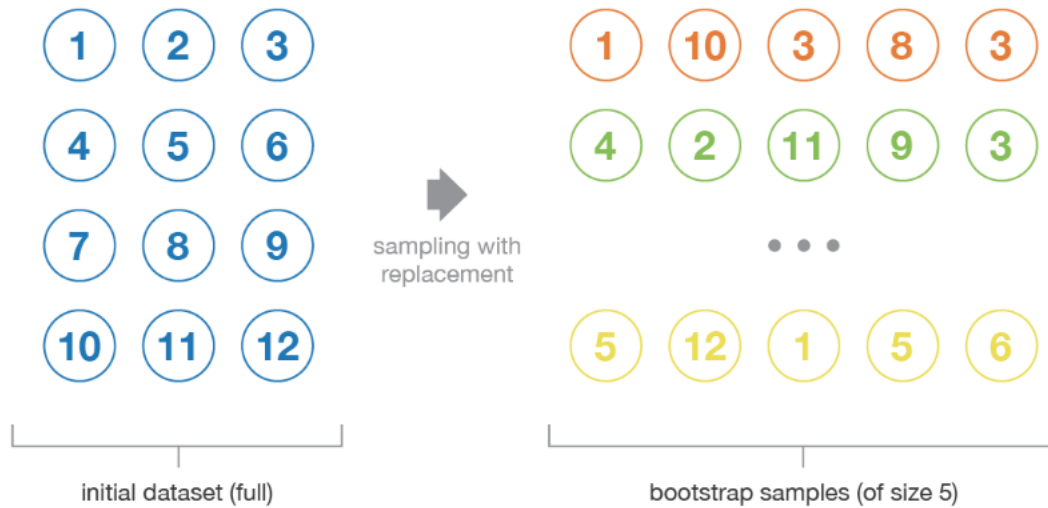 1 2 3 1 10 3 8 3
4 5 6 4 2 11 9 3
sampling with
replacement
7 8 9
10 11 12 5 12 1 5 6
initial dataset (full) bootstrap samples (of size 5)